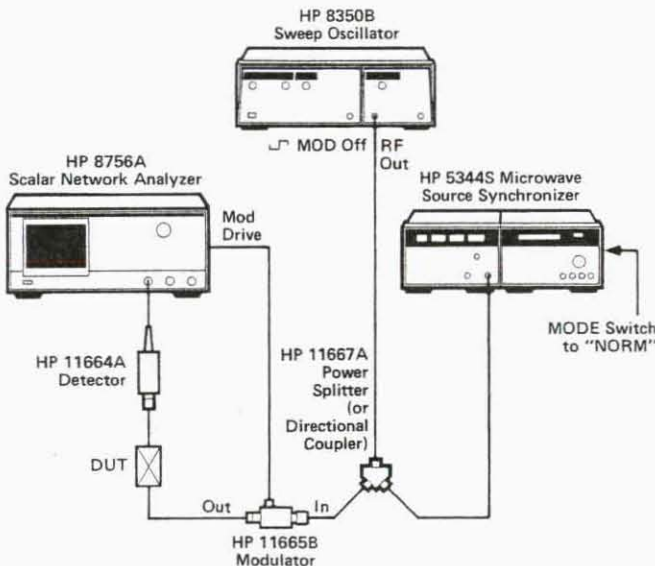 HP 8350B
Sweep Oscillator
MOD Off
RF
Out
HP 8756A
Scalar Network Analyzer
Mod
Drive
HP 5344S Microwave
Source Synchronizer
MODE Switch
to "NORM"
HP 11664A
Detector
HP 11667A
Power
Splitter
(or
Directional
Coupler)
DUT
Out
In
HP 11665B
Modulator